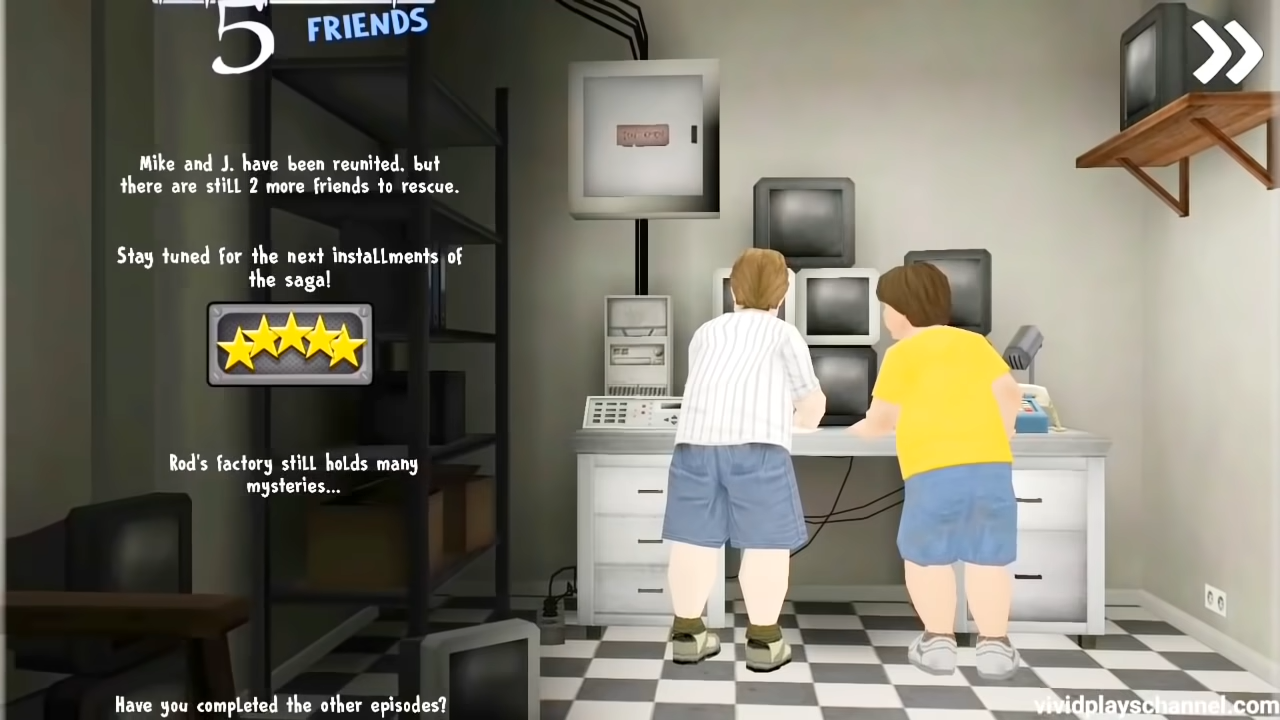 5 FRIENDS
Mike and J. have been reunited, but
there are still 2 more friends to rescue.
Stay tuned for the next installments of
the saga!
Rod's factory still holds many
mysteries...
Have you completed the other episodes?
vividplayschannel.com